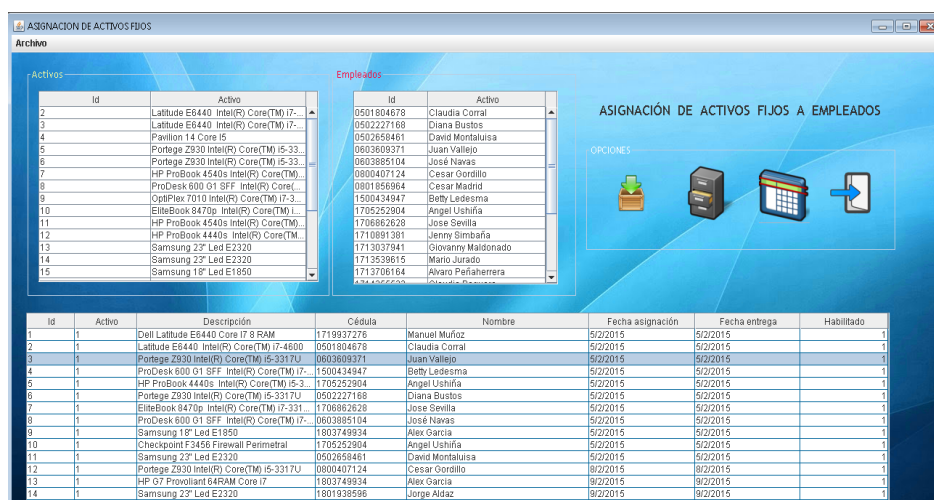 ASIGNACION DE ACTIVOS FIJOS
Archivo
Activos
Id Activo
2 Latitude E6440 Intel(R) Core(TM) i7-...
3 Latitude E6440 Intel(R) Core(TM) i7-...
4 Pavilion 14 Core I5
5 Portege Z930 Intel(R) Core(TM) i5-33...
6 Portege Z930 Intel(R) Core(TM) i5-33...
7 HP ProBook 4540s Intel(R) Core(TM)...
8 ProDesk 600 G1 SFF Intel(R) Core(...
9 OptiPlex 7010 Intel(R) Core(TM) i7-3...
10 EliteBook 8470p Intel(R) Core(TM) i...
11 HP ProBook 4540s Intel(R) Core(TM)...
12 HP ProBook 4440s Intel(R) Core(TM...
13 Samsung 23" Led E2320
14 Samsung 23" Led E2320
15 Samsung 18" Led E1850
Empleados
Id Activo
0501804678 Claudia Corral
0502227168 Diana Bustos
0502658461 David Montaluisa
0603609371 Juan Vallejo
0603885104 José Navas
0800407124 Cesar Gordillo
0801856964 Cesar Madrid
1500434947 Betty Ledesma
1705252904 Angel Ushiña
1706862628 Jose Sevilla
1710891381 Jenny Simbaña
1713037941 Giovanny Maldonado
1713539615 Mario Jurado
1713706164 Alvaro Peñaherrera
ASIGNACIÓN DE ACTIVOS FIJOS A EMPLEADOS
OPCIONES
Id Activo Descripción Cédula Nombre Fecha asignación Fecha entrega Habilitado
1 1 Dell Latitude E6440 Core I7 8 RAM 1719937276 Manuel Muñoz 5/2/2015 5/2/2015 1
2 1 Latitude E6440 Intel(R) Core(TM) i7-4600 0501804678 Claudia Corral 5/2/2015 5/2/2015 1
3 1 Portege Z930 Intel(R) Core(TM) i5-3317U 0603609371 Juan Vallejo 5/2/2015 5/2/2015 1
4 1 ProDesk 600 G1 SFF Intel(R) Core(TM) i7-... 1500434947 Betty Ledesma 5/2/2015 5/2/2015 1
5 1 HP ProBook 4440s Intel(R) Core(TM) i5-3... 1705252904 Angel Ushiña 5/2/2015 5/2/2015 1
6 1 Portege Z930 Intel(R) Core(TM) i5-3317U 0502227168 Diana Bustos 5/2/2015 5/2/2015 1
7 1 EliteBook 8470p Intel(R) Core(TM) i7-331... 1706862628 Jose Sevilla 5/2/2015 5/2/2015 1
8 1 ProDesk 600 G1 SFF Intel(R) Core(TM) i7-... 0603885104 José Navas 5/2/2015 5/2/2015 1
9 1 Samsung 18" Led E1850 1803749934 Alex Garcia 5/2/2015 5/2/2015 1
10 1 Checkpoint F3456 Firewall Perimetral 1705252904 Angel Ushiña 5/2/2015 5/2/2015 1
11 1 Samsung 23" Led E2320 0502658461 David Montaluisa 5/2/2015 5/2/2015 1
12 1 Portege Z930 Intel(R) Core(TM) i5-3317U 0800407124 Cesar Gordillo 8/2/2015 8/2/2015 1
13 1 HP G7 Provoliant 64RAM Core i7 1803749934 Alex Garcia 9/2/2015 9/2/2015 1
14 1 Samsung 23" Led E2320 1801938596 Jorge Aldaz 9/2/2015 9/2/2015 1